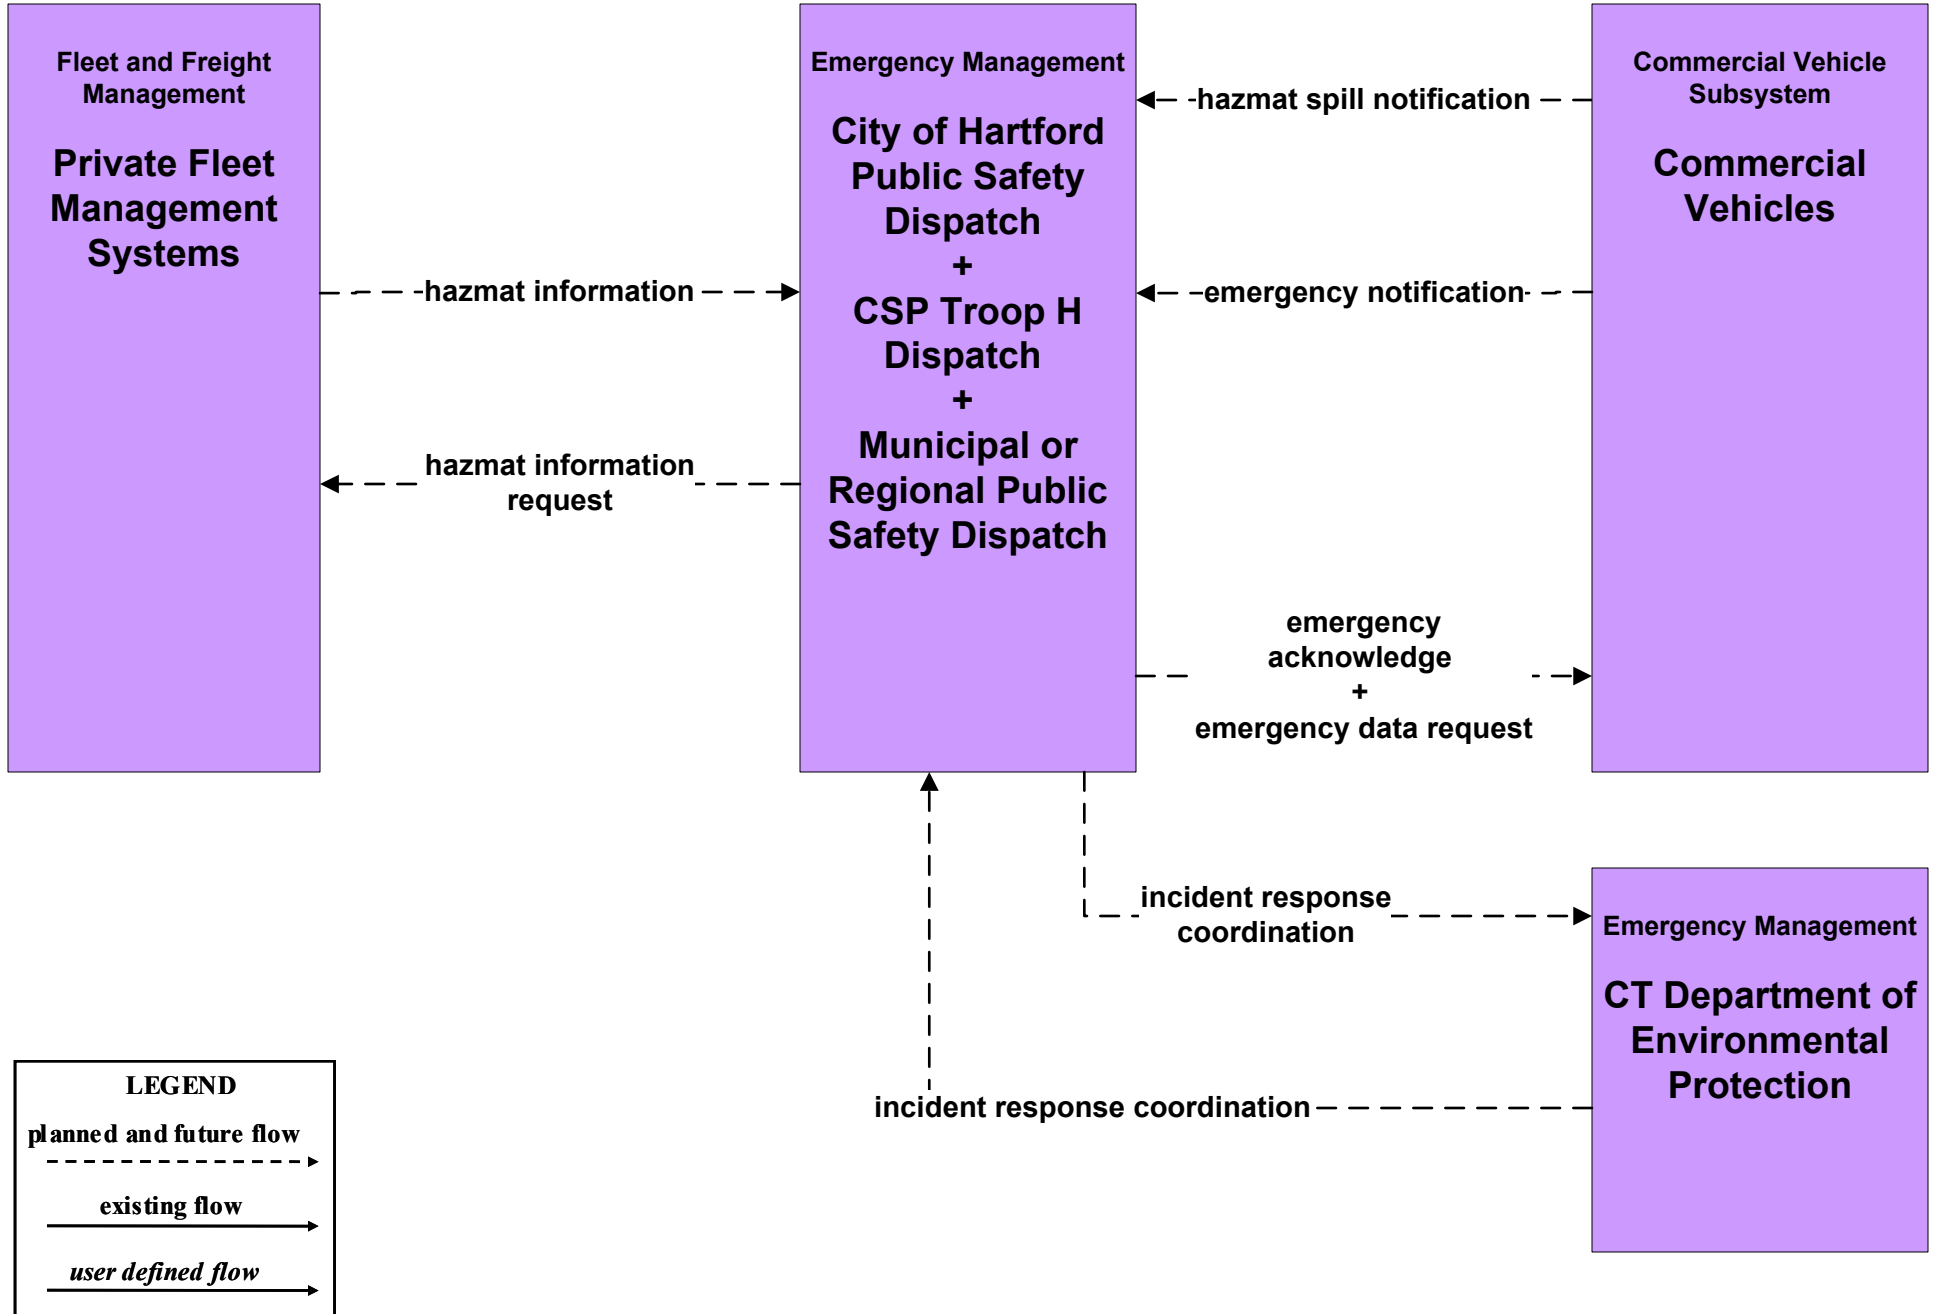 Fleet and Freight
Management
Private Fleet
Management
Systems
Emergency Management
City of Hartford
Public Safety
Dispatch
+
CSP Troop H
Dispatch
+
Municipal or
Regional Public
Safety Dispatch
Commercial Vehicle
Subsystem
Commercial
Vehicles
hazmat spill notification
hazmat information
emergency notification
hazmat information
request
emergency
acknowledge
+
emergency data request
incident response
coordination
Emergency Management
CT Department of
Environmental
Protection
incident response coordination
LEGEND
planned and future flow
existing flow
user defined flow